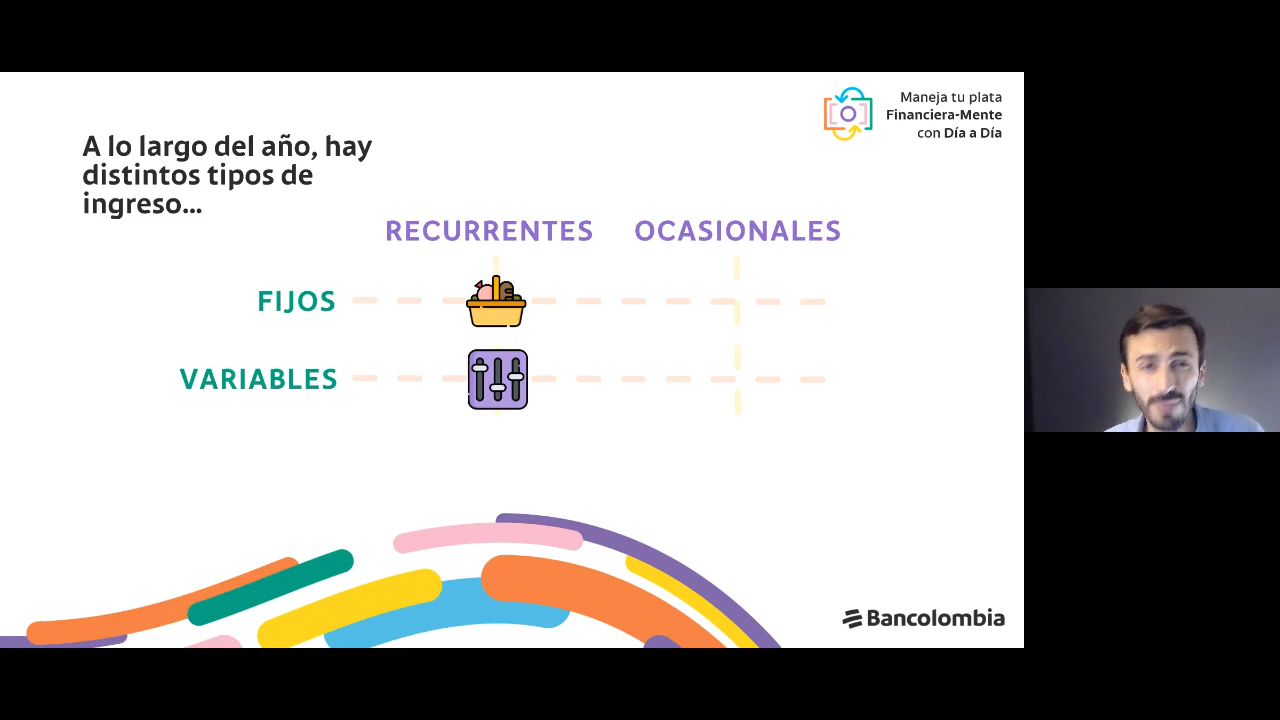 Maneja tu plata
Financiera-Mente
con Día a Día
A lo largo del año, hay
distintos tipos de
ingreso...
RECURRENTES OCASIONALES
FIJOS
VARIABLES
Bancolombia